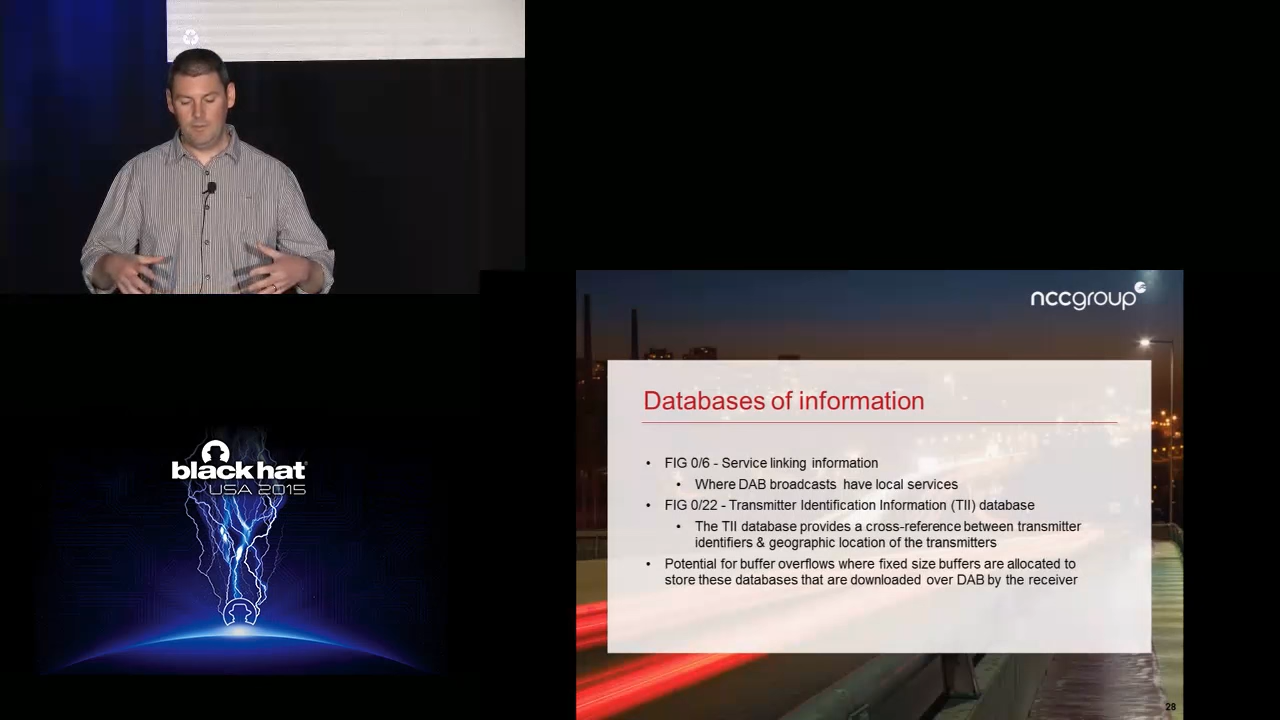 nccgroup
Databases of information
• FIG 0/6 - Service linking information
• Where DAB broadcasts have local services
• FIG 0/22 - Transmitter Identification Information (TII) database
• The TII database provides a cross-reference between transmitter
identifiers & geographic location of the transmitters
• Potential for buffer overflows where fixed size buffers are allocated to
store these databases that are downloaded over DAB by the receiver
28
black hat
USA 2015